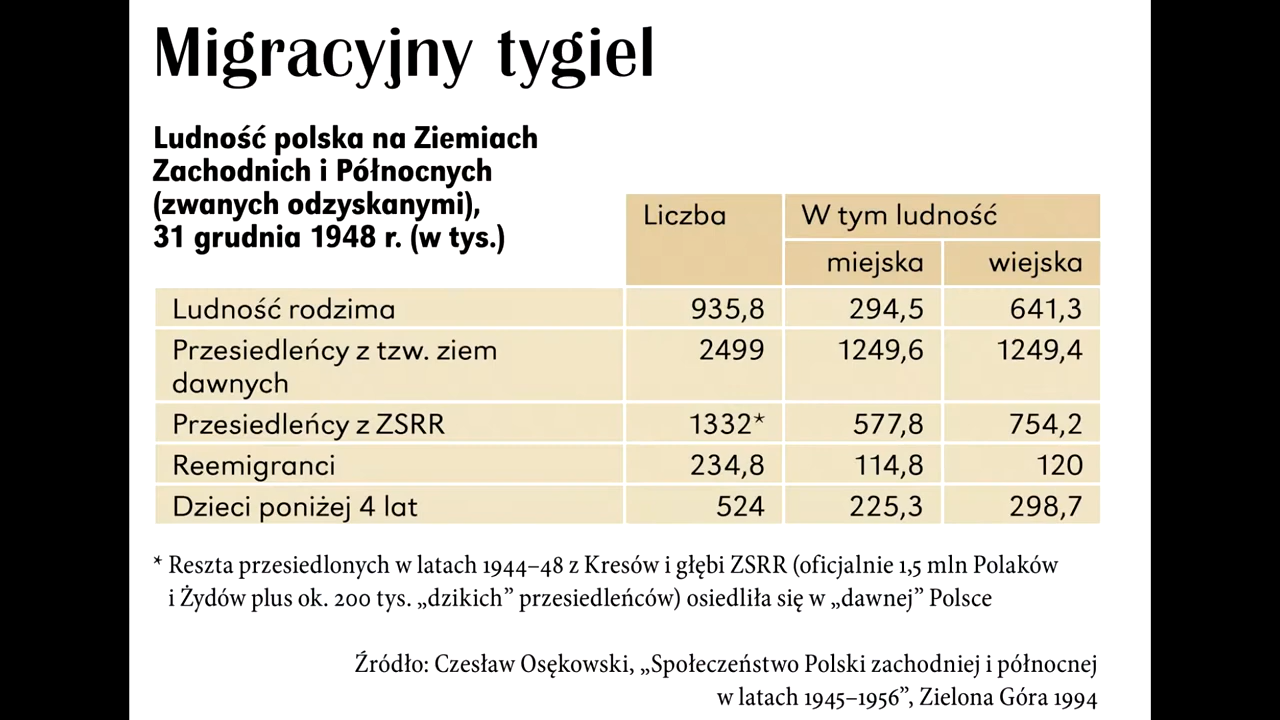 Migracyjny tygiel
Ludność polska na Ziemiach
Zachodnich i Północnych
(zwanych odzyskanymi),
31 grudnia 1948 r. (w tys.)
Liczba W tym ludność
miejska wiejska
Ludność rodzima 935,8 294,5 641,3
Przesiedleńcy z tzw. ziem 2499 1249,6 1249,4
dawnych
Przesiedleńcy z ZSRR 1332* 577,8 754,2
Reemigranci 234,8 114,8 120
Dzieci poniżej 4 lat 524 225,3 298,7
* Reszta przesiedlonych w latach 1944–48 z Kresów i głębi ZSRR (oficjalnie 1,5 mln Polaków
i Żydów plus ok. 200 tys. „dzikich” przesiedleńców) osiedliła się w „dawnej” Polsce
Źródło: Czesław Osękowski, „Społeczeństwo Polski zachodniej i północnej
w latach 1945–1956”, Zielona Góra 1994